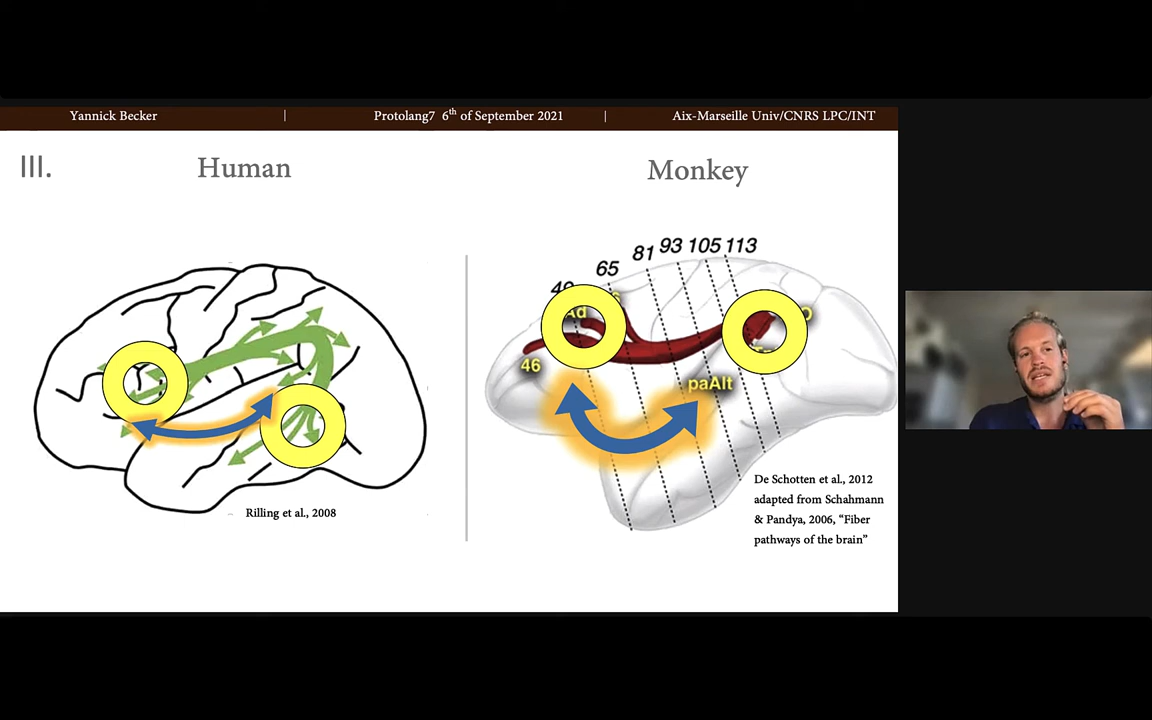 Yannick Becker | Protolang7 6th of September 2021 | Aix-Marseille Univ/CNRS LPC/INT
III.
Human
Monkey
65
81
93
105
113
46
paAlt
Rilling et al., 2008
De Schotten et al., 2012
adapted from Schahmann
& Pandya, 2006, “Fiber
pathways of the brain”